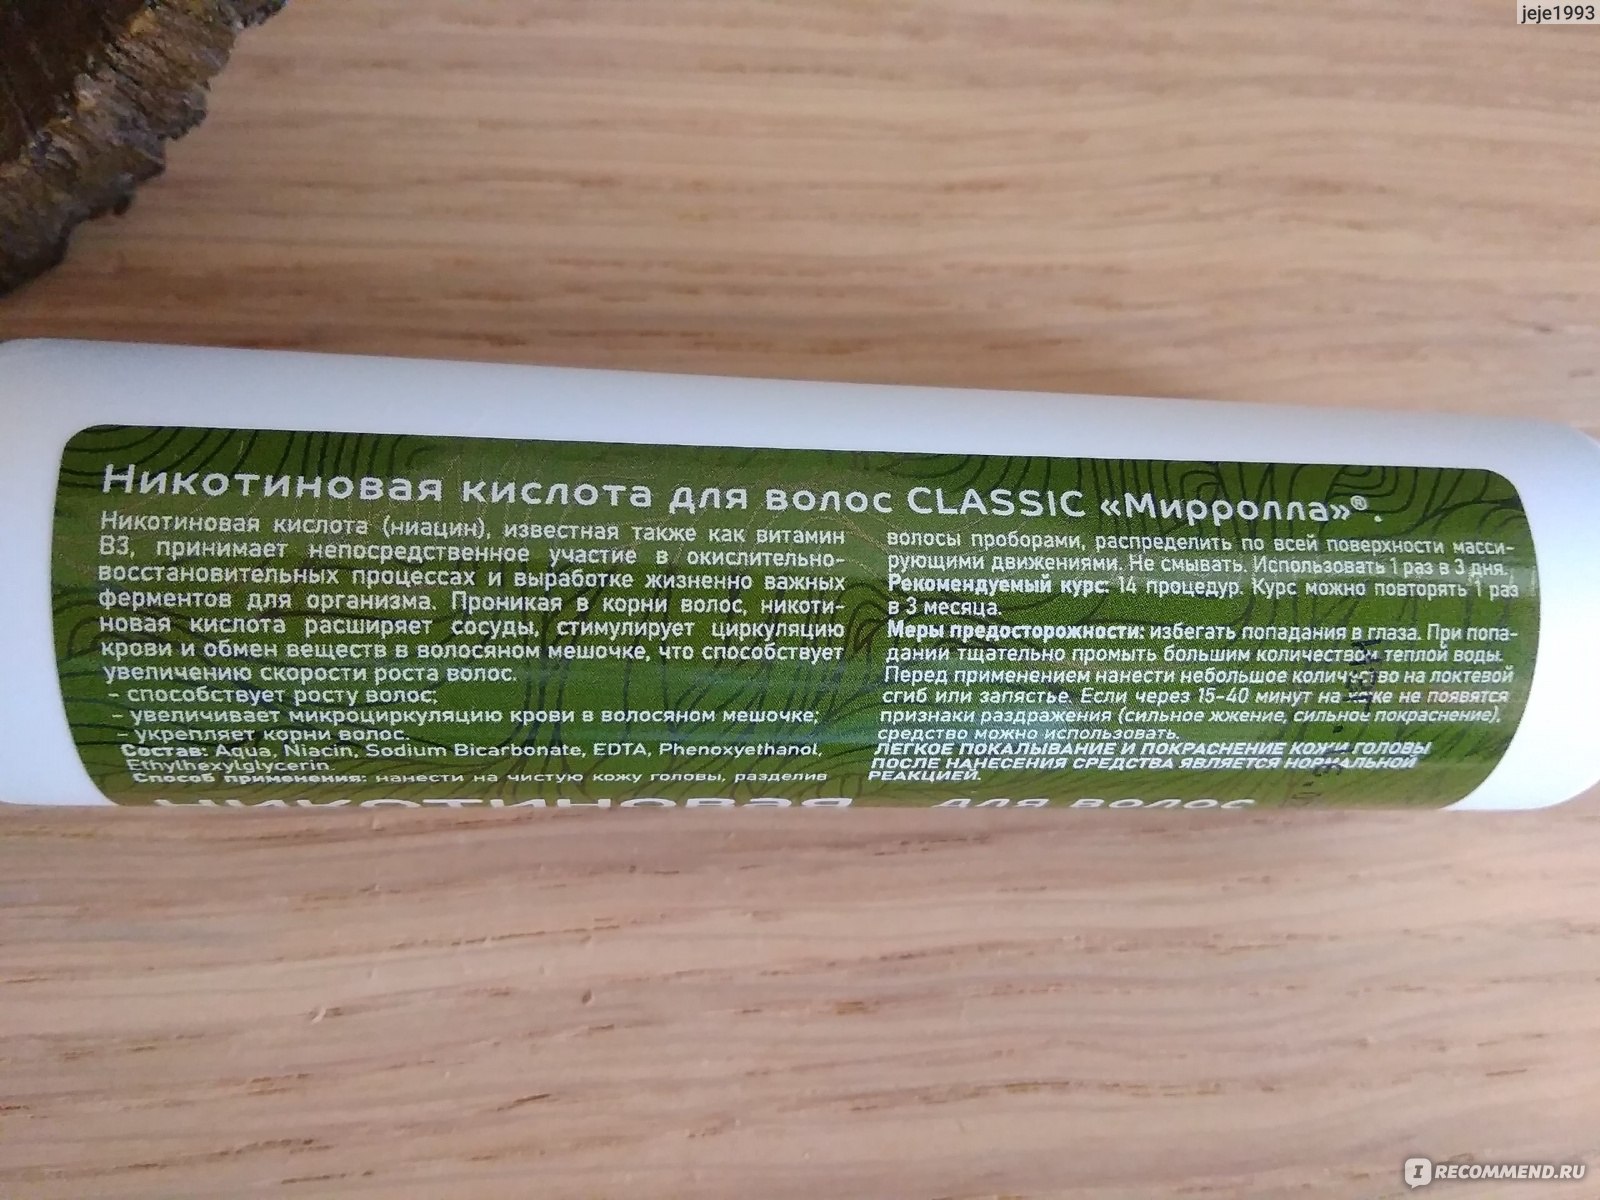 jeje1993
Никотиновая кислота для волос CLASSIC «Мирролла»®.
Никотиновая кислота (ниацин), известная также как витамин
B3, принимает непосредственное участие в окислительно-
восстановительных процессах и выработке жизненно важных
ферментов для организма. Проникая в корни волос, никоти-
новая кислота расширяет сосуды, стимулирует циркуляцию
крови и обмен веществ в волосяном мешочке, что способствует
увеличению скорости роста волос.
– способствует росту волос;
– увеличивает микроциркуляцию крови в волосяном мешочке;
– укрепляет корни волос.
Состав: Aqua, Niacin, Sodium Bicarbonate, EDTA, Phenoxyethanol,
Ethylhexylglycerin.
Способ применения: нанести на чистую кожу головы, разделив
волосы проборами, распределить по всей поверхности масси-
рующими движениями. Не смывать. Использовать 1 раз в 3 дня.
Рекомендуемый курс: 14 процедур. Курс можно повторять 1 раз
в 3 месяца.
Меры предосторожности: избегать попадания в глаза. При попа-
дании тщательно промыть большим количеством теплой воды.
Перед применением нанести небольшое количество на локтевой
сгиб или запястье. Если через 15-40 минут на коже не появятся
признаки раздражения (сильное жжение, сильное покраснение),
средство можно использовать.
ЛЕГКОЕ ПОКАЛЫВАНИЕ И ПОКРАСНЕНИЕ КОЖИ ГОЛОВЫ
ПОСЛЕ НАНЕСЕНИЯ СРЕДСТВА ЯВЛЯЕТСЯ НОРМАЛЬНОЙ
РЕАКЦИЕЙ.
НИКОТИНОВАЯ ДЛЯ ВОЛОС
IRECOMMEND.RU